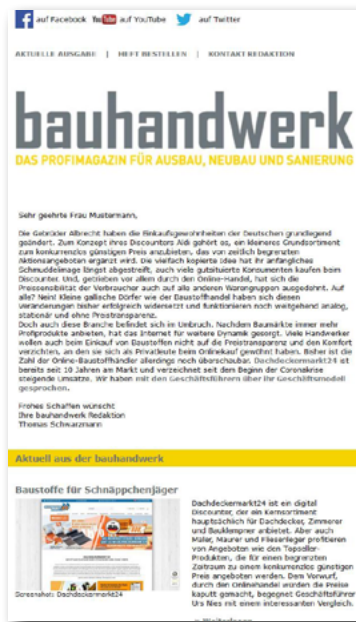 auf Facebook YouTube auf YouTube auf Twitter
AKTUELLE AUSGABE | HEFT BESTELLEN | KONTAKT REDAKTION
bauhandwerk
DAS PROFIMAGAZIN FÜR AUSBAU, NEUBAU UND SANIERUNG
Sehr geehrte Frau Mustermann,
Die Gebrüder Albrecht haben die Einkaufsgewohnheiten der Deutschen grundlegend
geändert. Zum Konzept ihres Discounters Aldi gehört es, ein kleineres Grundsortiment
zum konkurrenzlos günstigen Preis anzubieten, das von zeitlich begrenzten
Aktionsangeboten ergänzt wird. Die vielfach kopierte Idee hat ihr anfängliches
Schmuddelimage längst abgestreift, auch viele gutsituierte Konsumenten kaufen beim
Discounter. Und, getrieben vor allem durch den Online-Handel, hat sich die
Preissensibilität der Verbraucher auch auf alle anderen Warengruppen ausgedehnt. Auf
alle? Nein! Kleine gallische Dörfer wie der Baustoffhandel haben sich diesen
Veränderungen bisher erfolgreich widersetzt und funktionieren noch weitgehend analog,
stationär und ohne Preistransparenz.
Doch auch diese Branche befindet sich im Umbruch. Nachdem Baumärkte immer mehr
Profiprodukte anbieten, hat das Internet für weitere Dynamik gesorgt. Viele Handwerker
wollen auch beim Einkauf von Baustoffen nicht auf die Preistransparenz und den Komfort
verzichten, an den sie sich als Privatleute beim Onlinekauf gewöhnt haben. Bisher ist die
Zahl der Online-Baustoffhändler allerdings noch überschaubar. Dachdeckermarkt24 ist
bereits seit 10 Jahren am Markt und verzeichnet seit dem Beginn der Coronakrise
steigende Umsätze. Wir haben mit den Geschäftsführern über ihr Geschäftsmodell
gesprochen.
Frohes Schaffen wünscht
Ihre bauhandwerk Redaktion
Thomas Schwarzmann
Aktuell aus der bauhandwerk
Baustoffe für Schnäppchenjäger
Dachdeckermarkt24 ist ein digital
Discounter, der ein Kernsortiment
hauptsächlich für Dachdecker, Zimmerer
und Bauklempner anbietet. Aber auch
Maler, Maurer und Fliesenleger profitieren
von Angeboten wie den Topseller-
Produkten, die für einen begrenzten
Zeitraum zu einem konkurrenzlos günstigen
Preis angeboten werden. Dem Vorwurf,
durch den Onlinehandel würden die Preise
kaputt gemacht, begegnet Geschäftsführer
Urs Nies mit einem interessanten Vergleich.
Screenshot: Dachdeckermarkt24